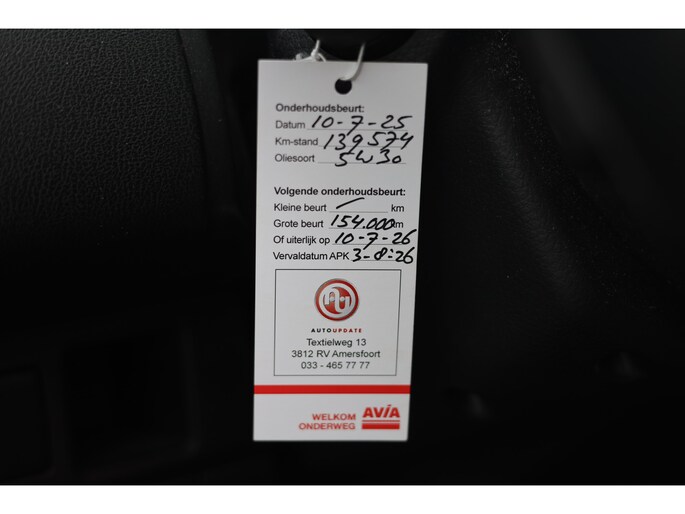 Onderhoudsbeurt:
Datum 10-7-25
Km-stand 139574
Oliesoort 5W30
Volgende onderhoudsbeurt:
Kleine beurt / km
Grote beurt 154.000 km
Of uiterlijk op 10-7-26
Vervaldatum APK 3-8-26
AUTOUPDATE
Textielweg 13
3812 RV Amersfoort
033 - 465 77 77
WELKOM
ONDERWEG
AVIA